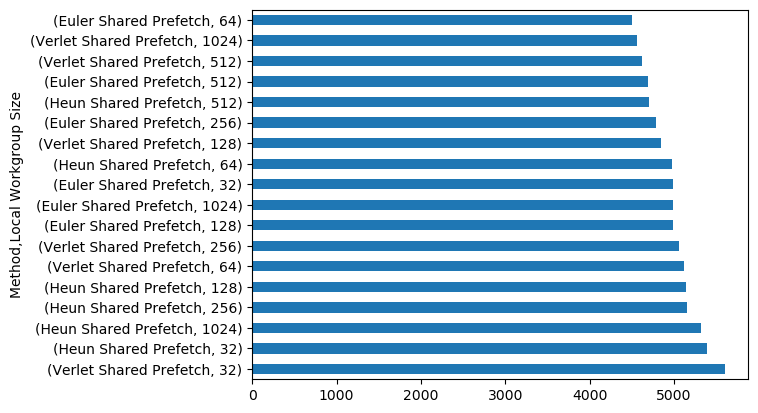 (Euler Shared Prefetch, 64)
(Verlet Shared Prefetch, 1024)
(Verlet Shared Prefetch, 512)
(Euler Shared Prefetch, 512)
(Heun Shared Prefetch, 512)
(Euler Shared Prefetch, 256)
(Verlet Shared Prefetch, 128)
(Heun Shared Prefetch, 64)
(Euler Shared Prefetch, 32)
(Euler Shared Prefetch, 1024)
(Euler Shared Prefetch, 128)
(Verlet Shared Prefetch, 256)
(Verlet Shared Prefetch, 64)
(Heun Shared Prefetch, 128)
(Heun Shared Prefetch, 256)
(Heun Shared Prefetch, 1024)
(Heun Shared Prefetch, 32)
(Verlet Shared Prefetch, 32)
Method,Local Workgroup Size
0 1000 2000 3000 4000 5000